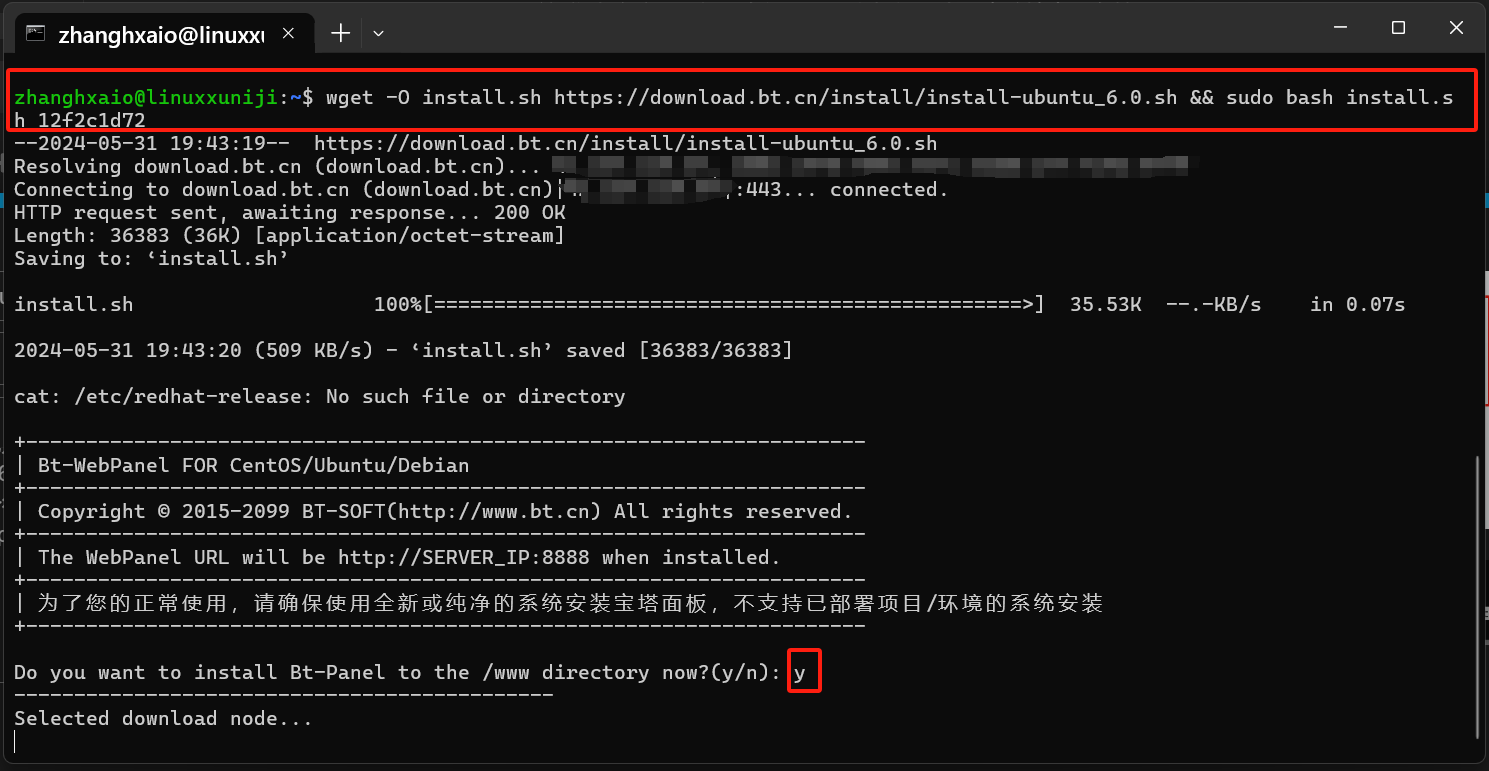 zhanghxaio@linuxxu
zhanghxaio@linuxxuniji:~$ wget -O install.sh https://download.bt.cn/install/install-ubuntu_6.0.sh && sudo bash install.s
h 12f2c1d72
--2024-05-31 19:43:19--  https://download.bt.cn/install/install-ubuntu_6.0.sh
Resolving download.bt.cn (download.bt.cn)...
Connecting to download.bt.cn (download.bt.cn)|:443... connected.
HTTP request sent, awaiting response... 200 OK
Length: 36383 (36K) [application/octet-stream]
Saving to: ‘install.sh’
install.sh 100%[=================================================>] 35.53K --.-KB/s in 0.07s
2024-05-31 19:43:20 (509 KB/s) - ‘install.sh’ saved [36383/36383]
cat: /etc/redhat-release: No such file or directory
+----------------------------------------------------------------------
| Bt-WebPanel FOR CentOS/Ubuntu/Debian
+----------------------------------------------------------------------
| Copyright © 2015-2099 BT-SOFT(http://www.bt.cn) All rights reserved.
+----------------------------------------------------------------------
| The WebPanel URL will be http://SERVER_IP:8888 when installed.
+----------------------------------------------------------------------
| 为了您的正常使用，请确保使用全新或纯净的系统安装宝塔面板，不支持已部署项目/环境的系统安装
+----------------------------------------------------------------------
Do you want to install Bt-Panel to the /www directory now?(y/n): y
---------------------------------------------
Selected download node...